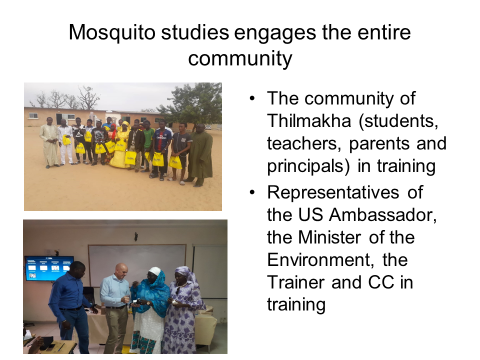 Mosquito studies engages the entire
community
• The community of
Thilmakha (students,
teachers, parents and
principals) in training
• Representatives of
the US Ambassador,
the Minister of the
Environment, the
Trainer and CC in
training